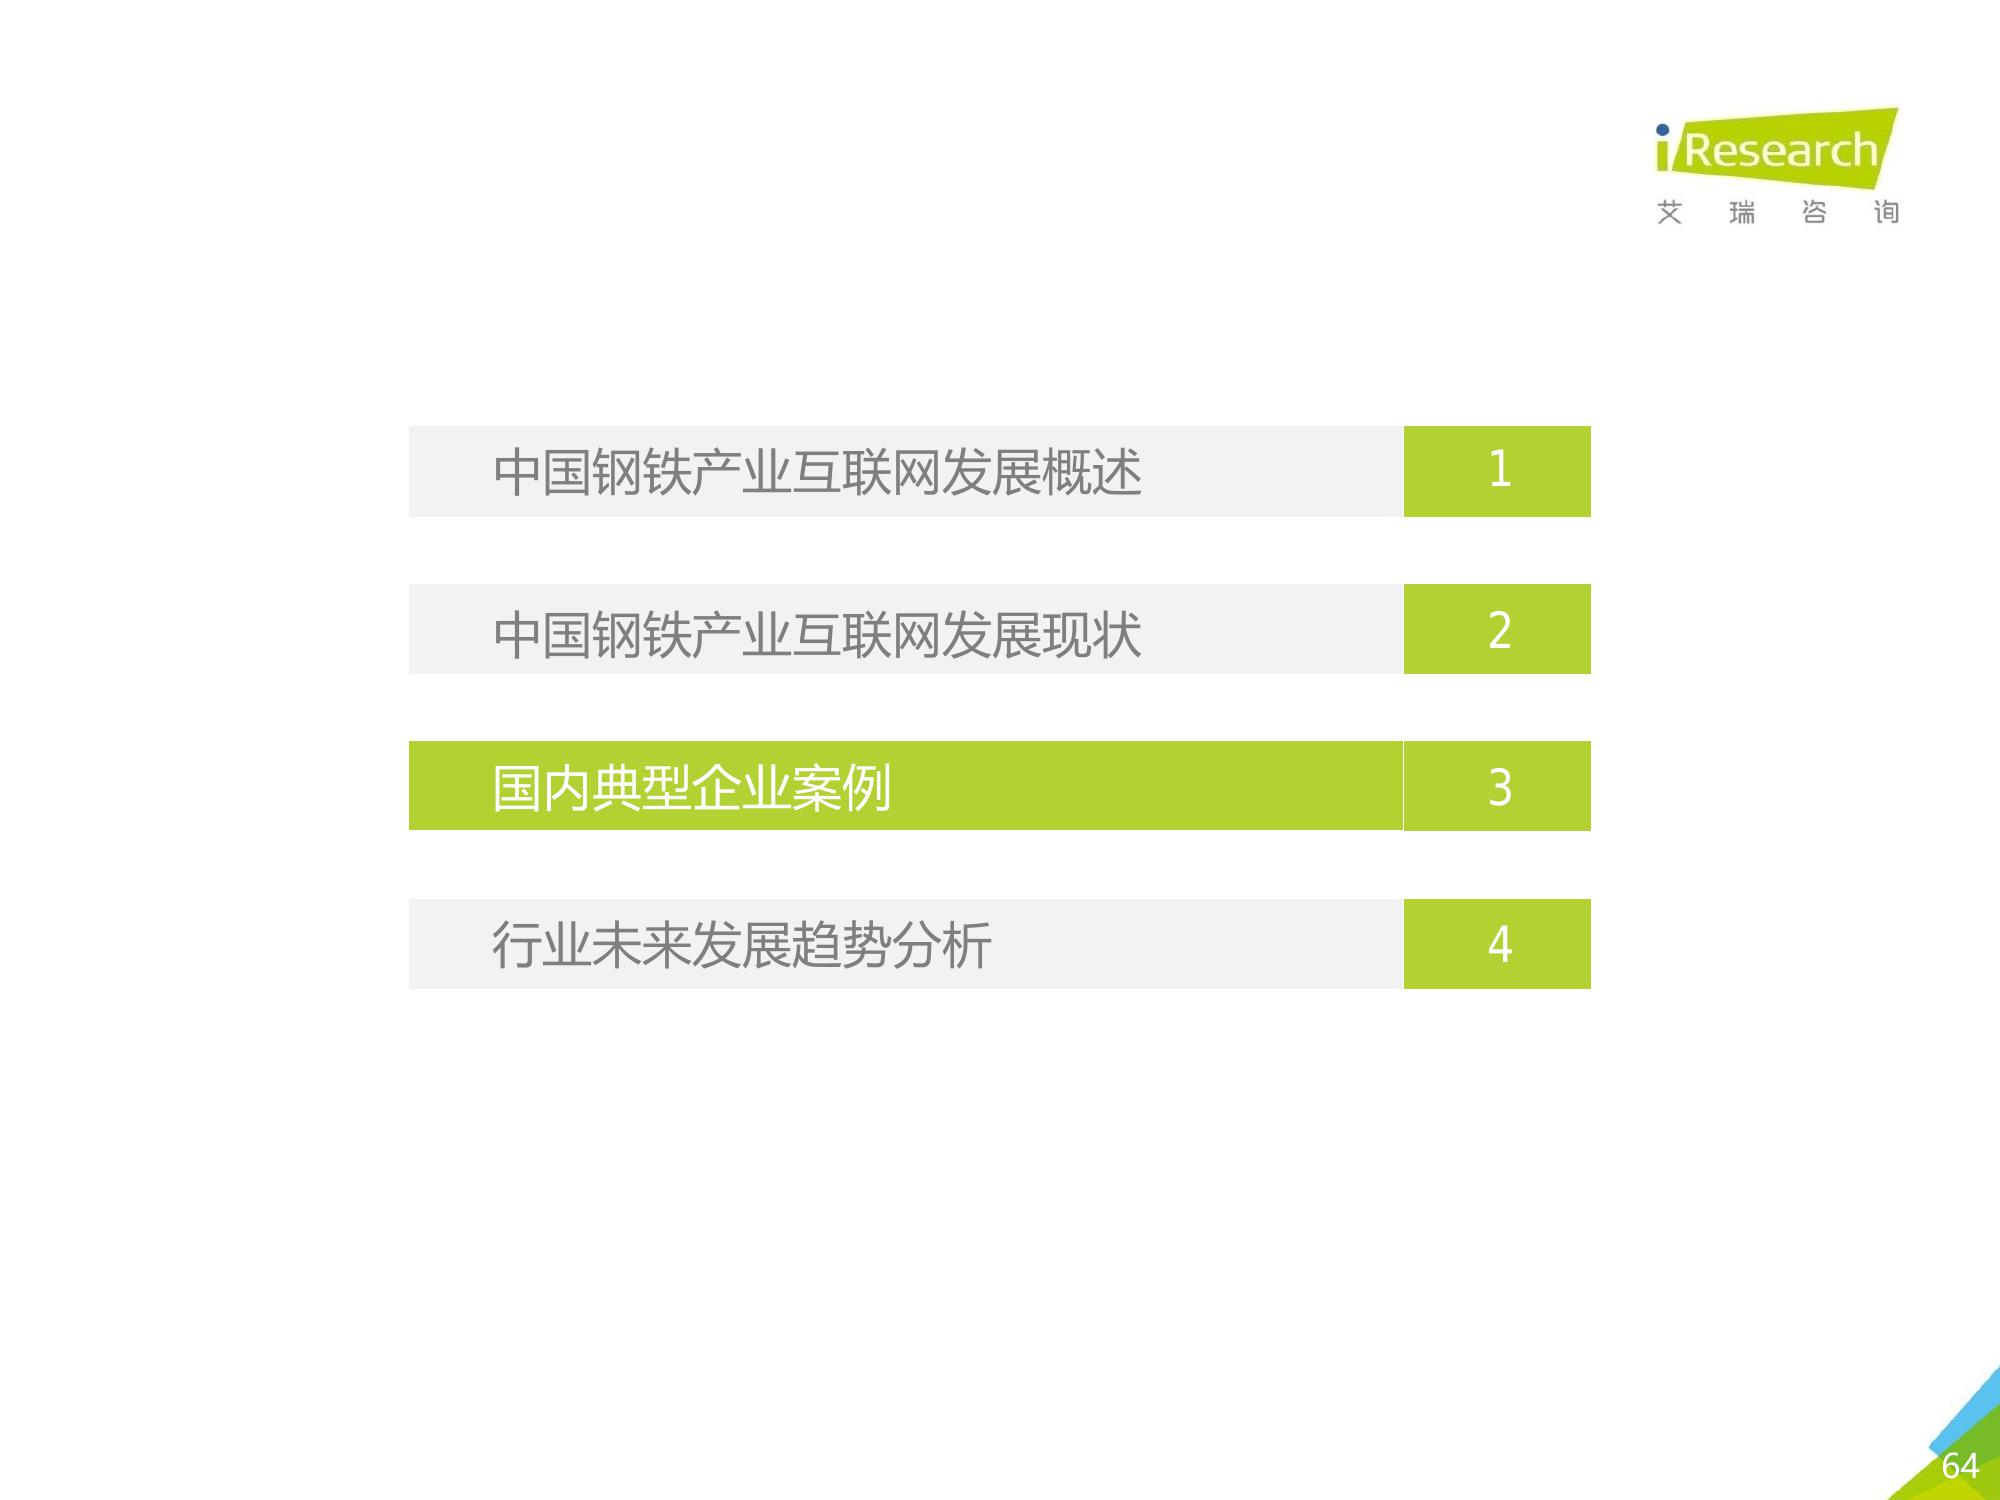 iResearch
艾瑞咨询
中国钢铁产业互联网发展概述 1
中国钢铁产业互联网发展现状 2
国内典型企业案例 3
行业未来发展趋势分析 4
64